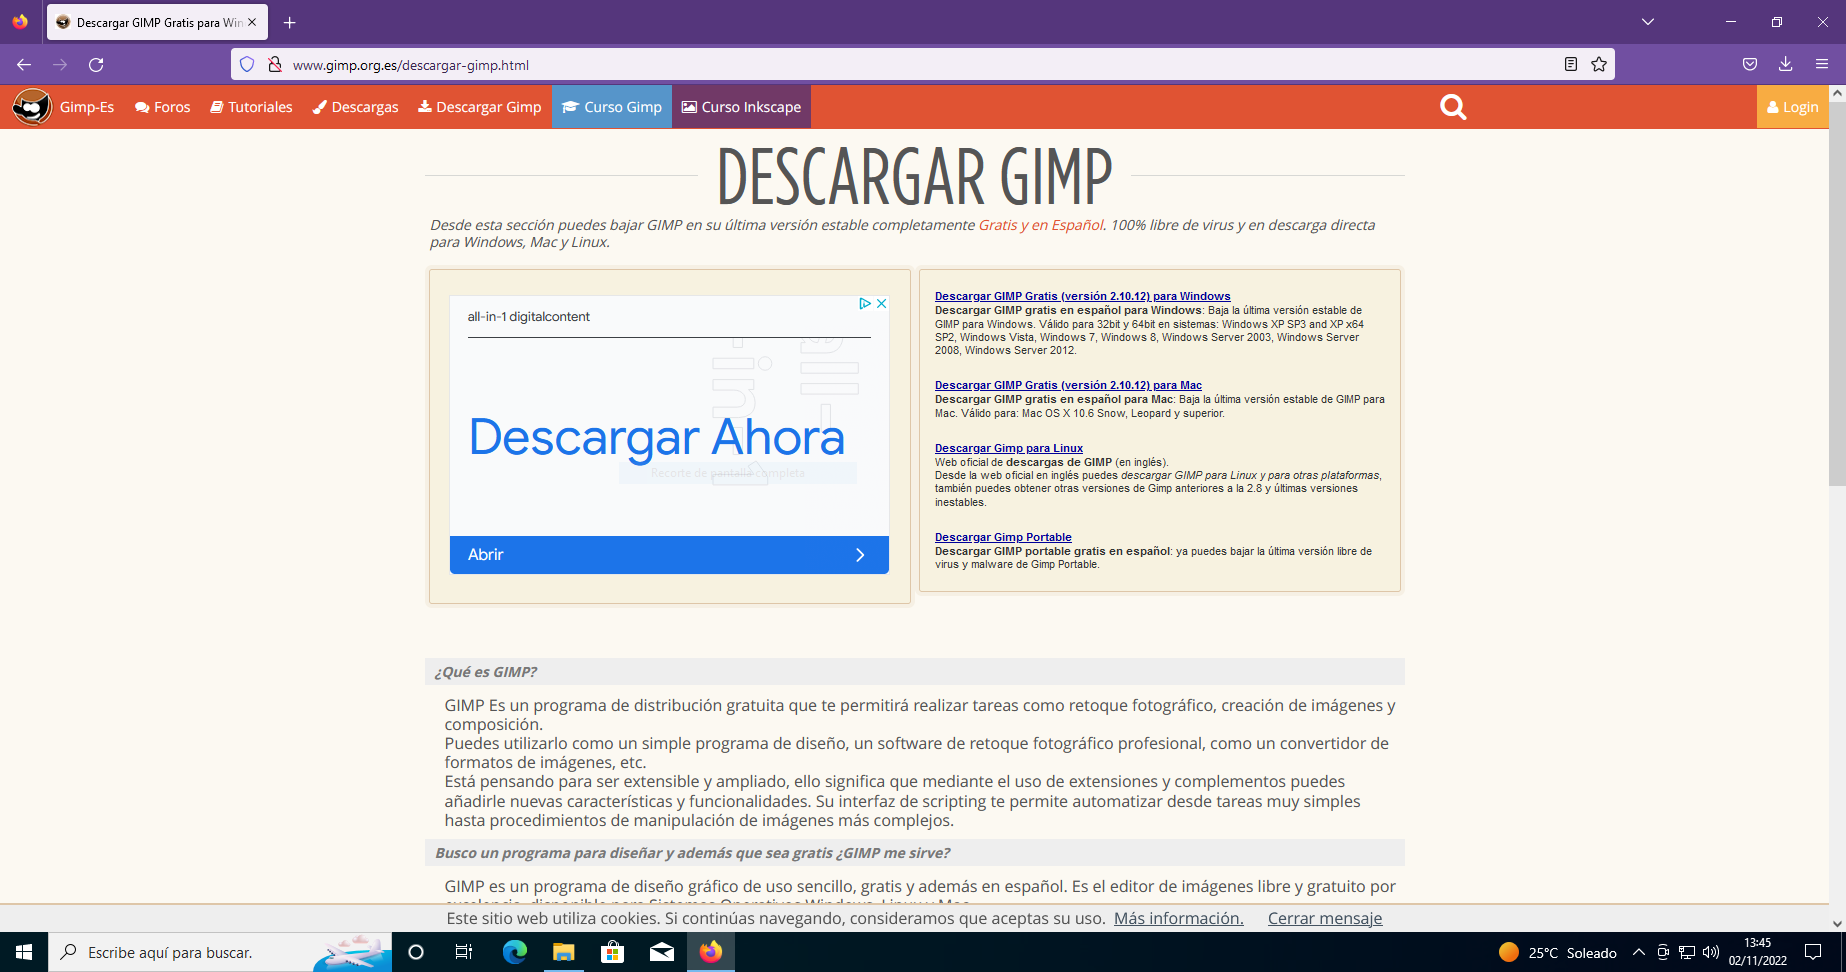 Descargar GIMP Gratis para Win
www.gimp.org.es/descargar-gimp.html
Gimp-Es Foros Tutoriales Descargas Descargar Gimp Curso Gimp Curso Inkscape Login
DESCARGAR GIMP
Desde esta sección puedes bajar GIMP en su última versión estable completamente Gratis y en Español. 100% libre de virus y en descarga directa
para Windows, Mac y Linux.
all-in-1 digitalcontent
Descargar Ahora
Recorte de pantalla completa
Abrir
Descargar GIMP Gratis (versión 2.10.12) para Windows
Descargar GIMP gratis en español para Windows: Baja la última versión estable de
GIMP para Windows. Válido para 32bit y 64bit en sistemas: Windows XP SP3 and XP x64
SP2, Windows Vista, Windows 7, Windows 8, Windows Server 2003, Windows Server
2008, Windows Server 2012.
Descargar GIMP Gratis (versión 2.10.12) para Mac
Descargar GIMP gratis en español para Mac: Baja la última versión estable de GIMP para
Mac. Válido para: Mac OS X 10.6 Snow, Leopard y superior.
Descargar Gimp para Linux
Web oficial de descargas de GIMP (en inglés).
Desde la web oficial en inglés puedes descargar GIMP para Linux y para otras plataformas,
también puedes obtener otras versiones de Gimp anteriores a la 2.8 y últimas versiones
inestables.
Descargar Gimp Portable
Descargar GIMP portable gratis en español: ya puedes bajar la última versión libre de
virus y malware de Gimp Portable.
¿Qué es GIMP?
GIMP Es un programa de distribución gratuita que te permitirá realizar tareas como retoque fotográfico, creación de imágenes y
composición.
Puedes utilizarlo como un simple programa de diseño, un software de retoque fotográfico profesional, como un convertidor de
formatos de imágenes, etc.
Está pensando para ser extensible y ampliado, ello significa que mediante el uso de extensiones y complementos puedes
añadirle nuevas características y funcionalidades. Su interfaz de scripting te permite automatizar desde tareas muy simples
hasta procedimientos de manipulación de imágenes más complejos.
Busco un programa para diseñar y además que sea gratis ¿GIMP me sirve?
GIMP es un programa de diseño gráfico de uso sencillo, gratis y además en español. Es el editor de imágenes libre y gratuito por
excelencia, disponible para Sistemas Operativos Windows, Linux y Mac.
Este sitio web utiliza cookies. Si continúas navegando, consideramos que aceptas su uso. Más información. Cerrar mensaje
Escribe aquí para buscar.
25°C Soleado
13:45
02/11/2022